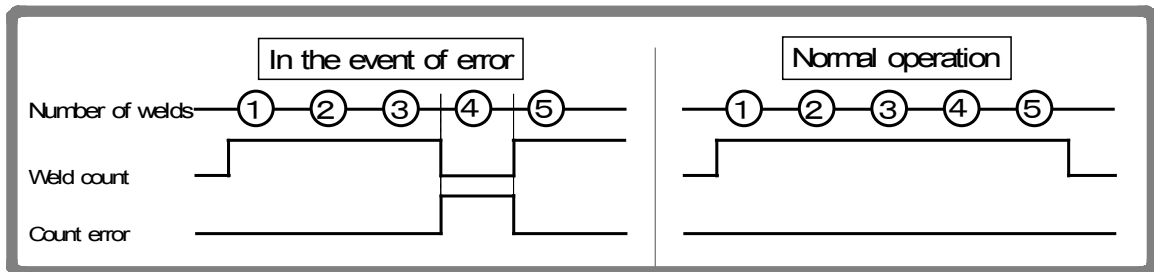 In the event of error
Normal operation
Number of welds 1 2 3 4 5 1 2 3 4 5
Weld count
Count error